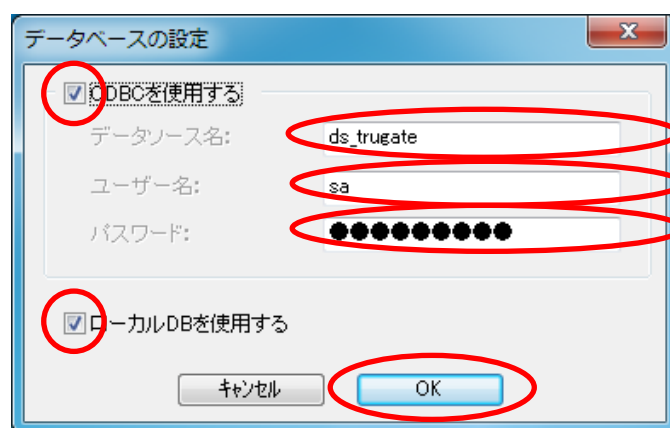 データベースの設定
ODBCを使用する
データソース名: ds_trugate
ユーザー名: sa
パスワード: ●●●●●●●●●
ローカルDBを使用する
キャンセル OK